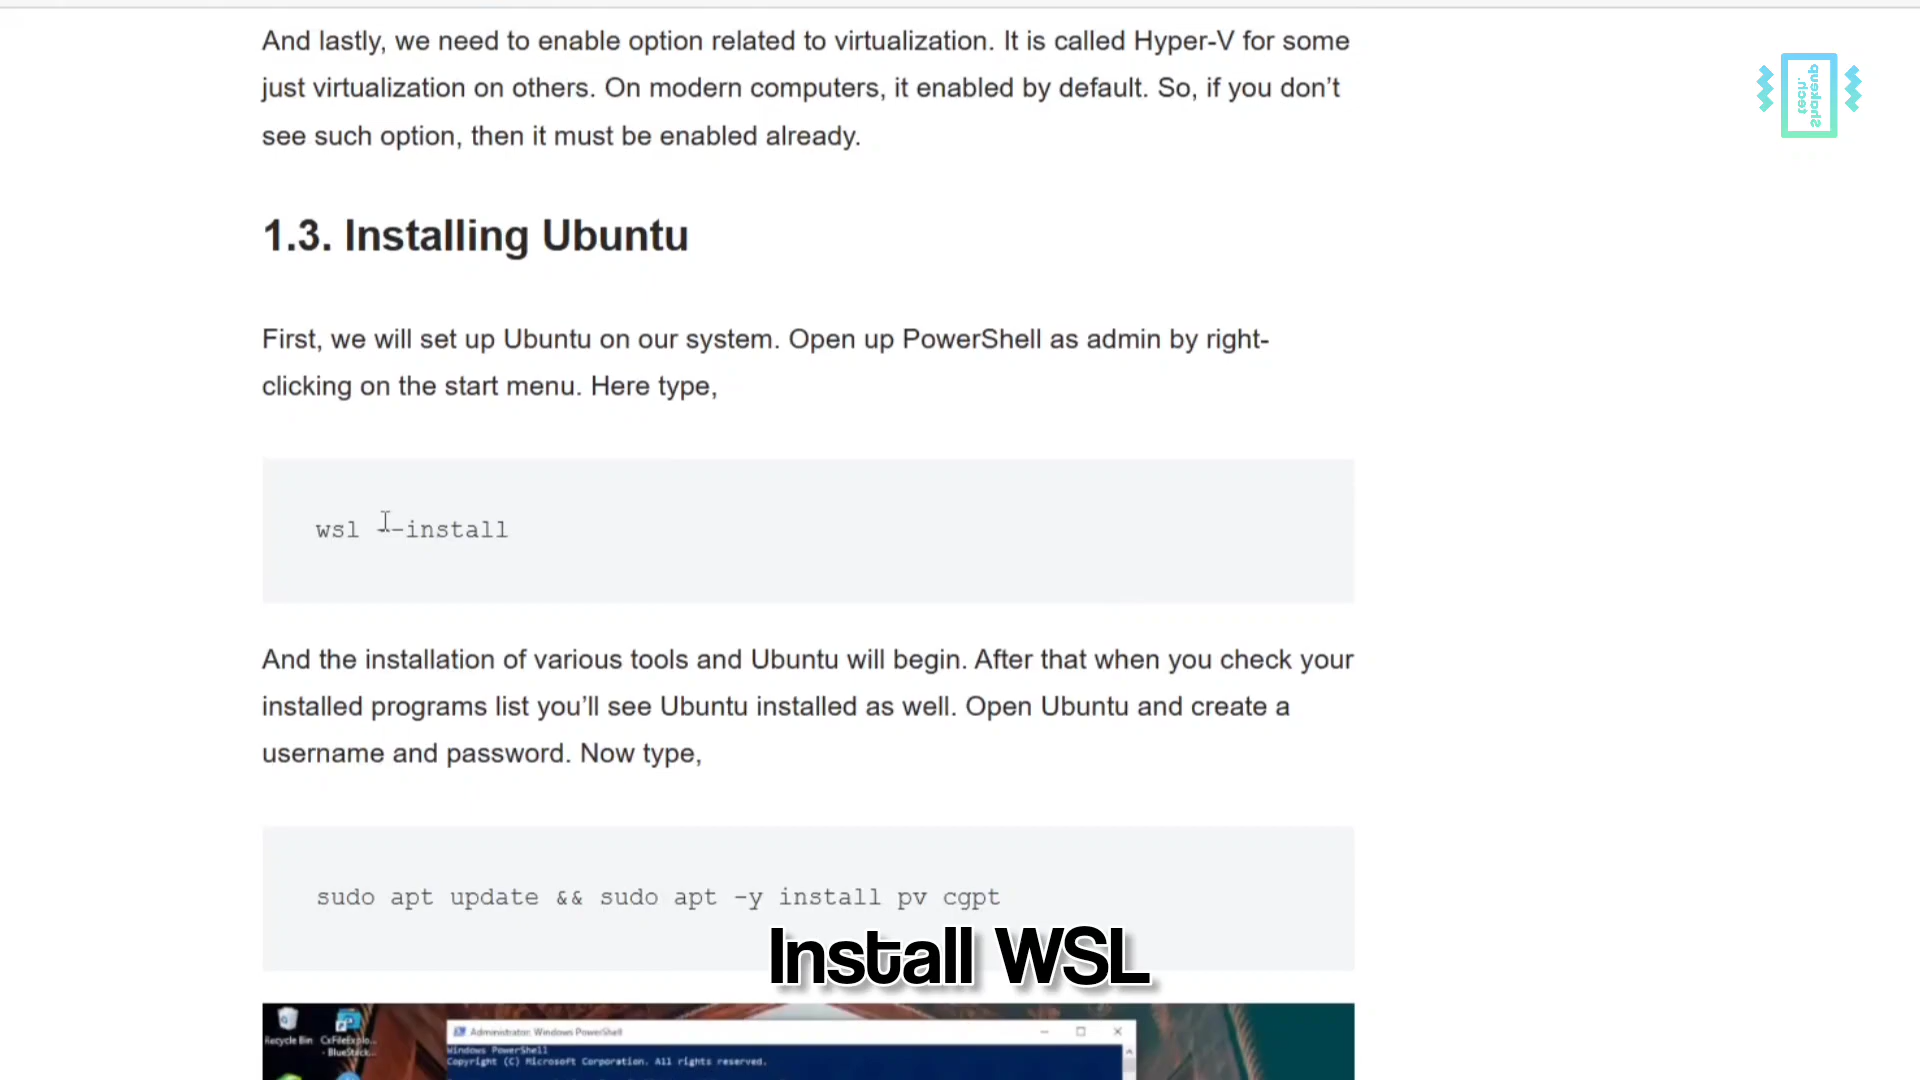 And lastly, we need to enable option related to virtualization. It is called Hyper-V for some
just virtualization on others. On modern computers, it enabled by default. So, if you don’t
see such option, then it must be enabled already.
tech.
Shakeup
1.3. Installing Ubuntu
First, we will set up Ubuntu on our system. Open up PowerShell as admin by right-
clicking on the start menu. Here type,
wsl --install
And the installation of various tools and Ubuntu will begin. After that when you check your
installed programs list you’ll see Ubuntu installed as well. Open Ubuntu and create a
username and password. Now type,
sudo apt update && sudo apt -y install pv cgpt
Install WSL
Administrator: Windows PowerShell
Recycle Bin CxFileExplo...
- BlueStack...
Windows PowerShell
Copyright (C) Microsoft Corporation. All rights reserved.